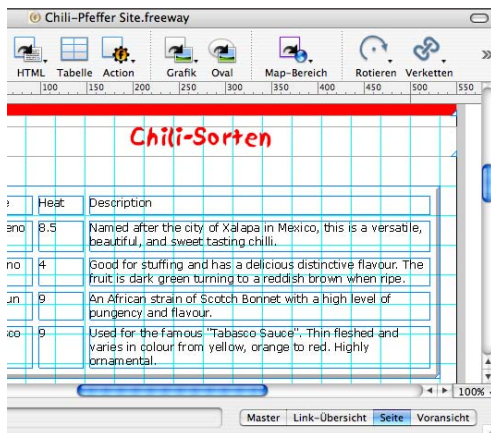 Chili-Pfeffer Site.freeway
HTML Tabelle Action Grafik Oval Map-Bereich Rotieren Verketten
100 150 200 250 300 350 400 450 500 550
Chili-Sorten
Heat Description
eno 8.5 Named after the city of Xalapa in Mexico, this is a versatile,
beautiful, and sweet tasting chilli.
no 4 Good for stuffing and has a delicious distinctive flavour. The
fruit is dark green turning to a reddish brown when ripe.
un 9 An African strain of Scotch Bonnet with a high level of
pungency and flavour.
sco 9 Used for the famous "Tabasco Sauce". Thin fleshed and
varies in colour from yellow, orange to red. Highly
ornamental.
100%
Master Link-Übersicht Seite Voransicht